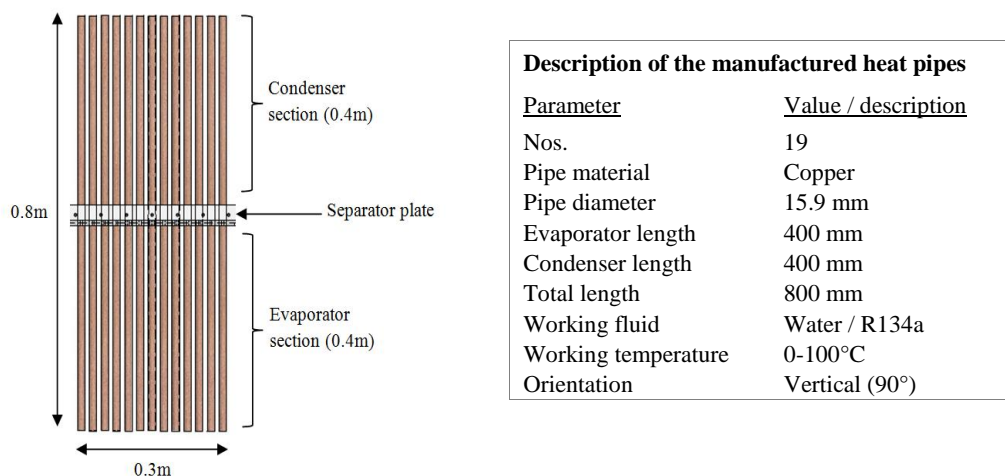 Condenser
section (0.4m)
0.8m
Separator plate
Evaporator
section (0.4m)
0.3m
Description of the manufactured heat pipes
Parameter Value / description
Nos. 19
Pipe material Copper
Pipe diameter 15.9 mm
Evaporator length 400 mm
Condenser length 400 mm
Total length 800 mm
Working fluid Water / R134a
Working temperature 0-100°C
Orientation Vertical (90°)